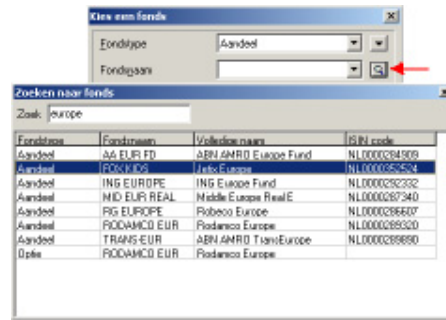 Kies een fonds
Fondstype Aandeel
Fondsnaam
Zoeken naar fonds
Zoek europe
Fondstype Fondsnaam Volledige naam ISIN code
Aandeel AA EUR FD ABN AMRO Europe Fund NL0000284909
Aandeel FOX KIDS Jetix Europe NL0000352524
Aandeel ING EUROPE ING Europe Fund NL0000292332
Aandeel MID EUR REAL Middle Europe Real E NL0000287340
Aandeel RG EUROPE Robeco Europe NL0000286607
Aandeel RODAMCO EUR Rodamco Europe NL0000289320
Aandeel TRANS-EUR ABN AMRO TransEurope NL0000289890
Optie RODAMCO EUR Rodamco Europe